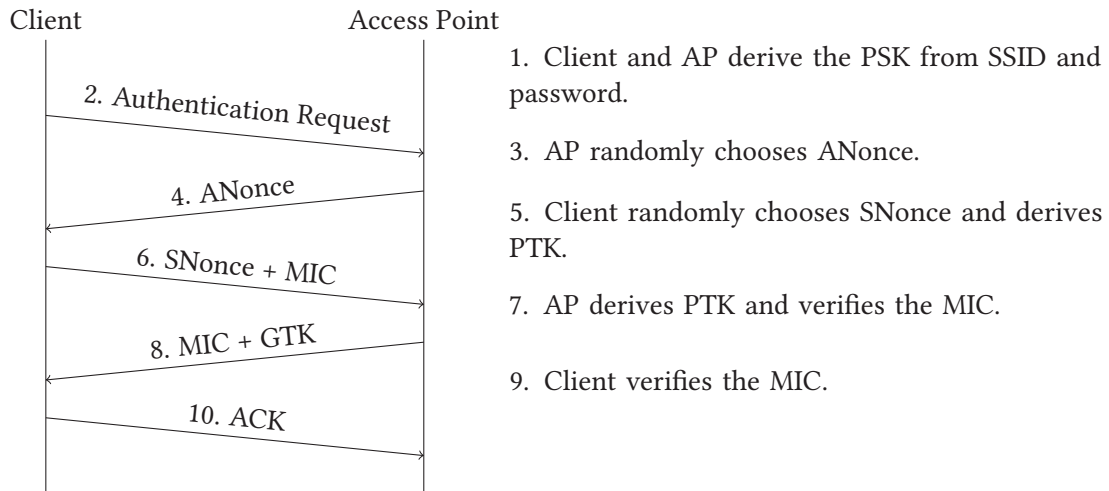 Client
Access Point
1. Client and AP derive the PSK from SSID and
password.
2. Authentication Request
3. AP randomly chooses ANonce.
4. ANonce
5. Client randomly chooses SNonce and derives
PTK.
6. SNonce + MIC
7. AP derives PTK and verifies the MIC.
8. MIC + GTK
9. Client verifies the MIC.
10. ACK